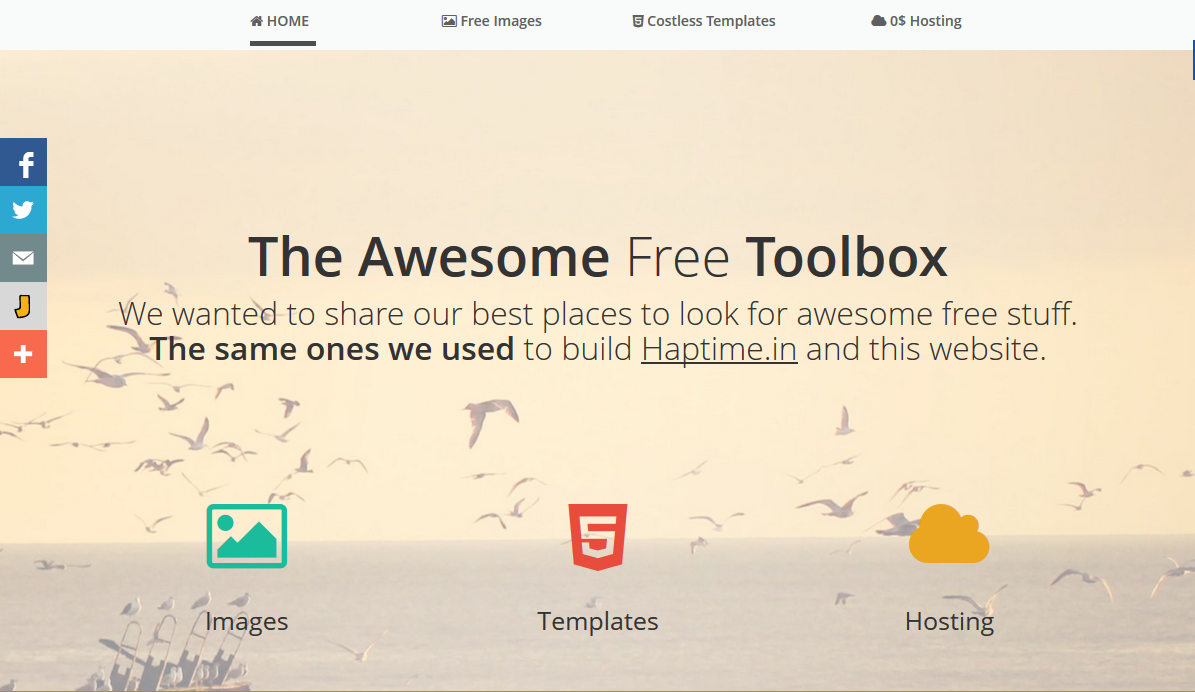 HOME
Free Images
Costless Templates
0$ Hosting
The Awesome Free Toolbox
We wanted to share our best places to look for awesome free stuff.
The same ones we used to build Haptime.in and this website.
Images
Templates
Hosting